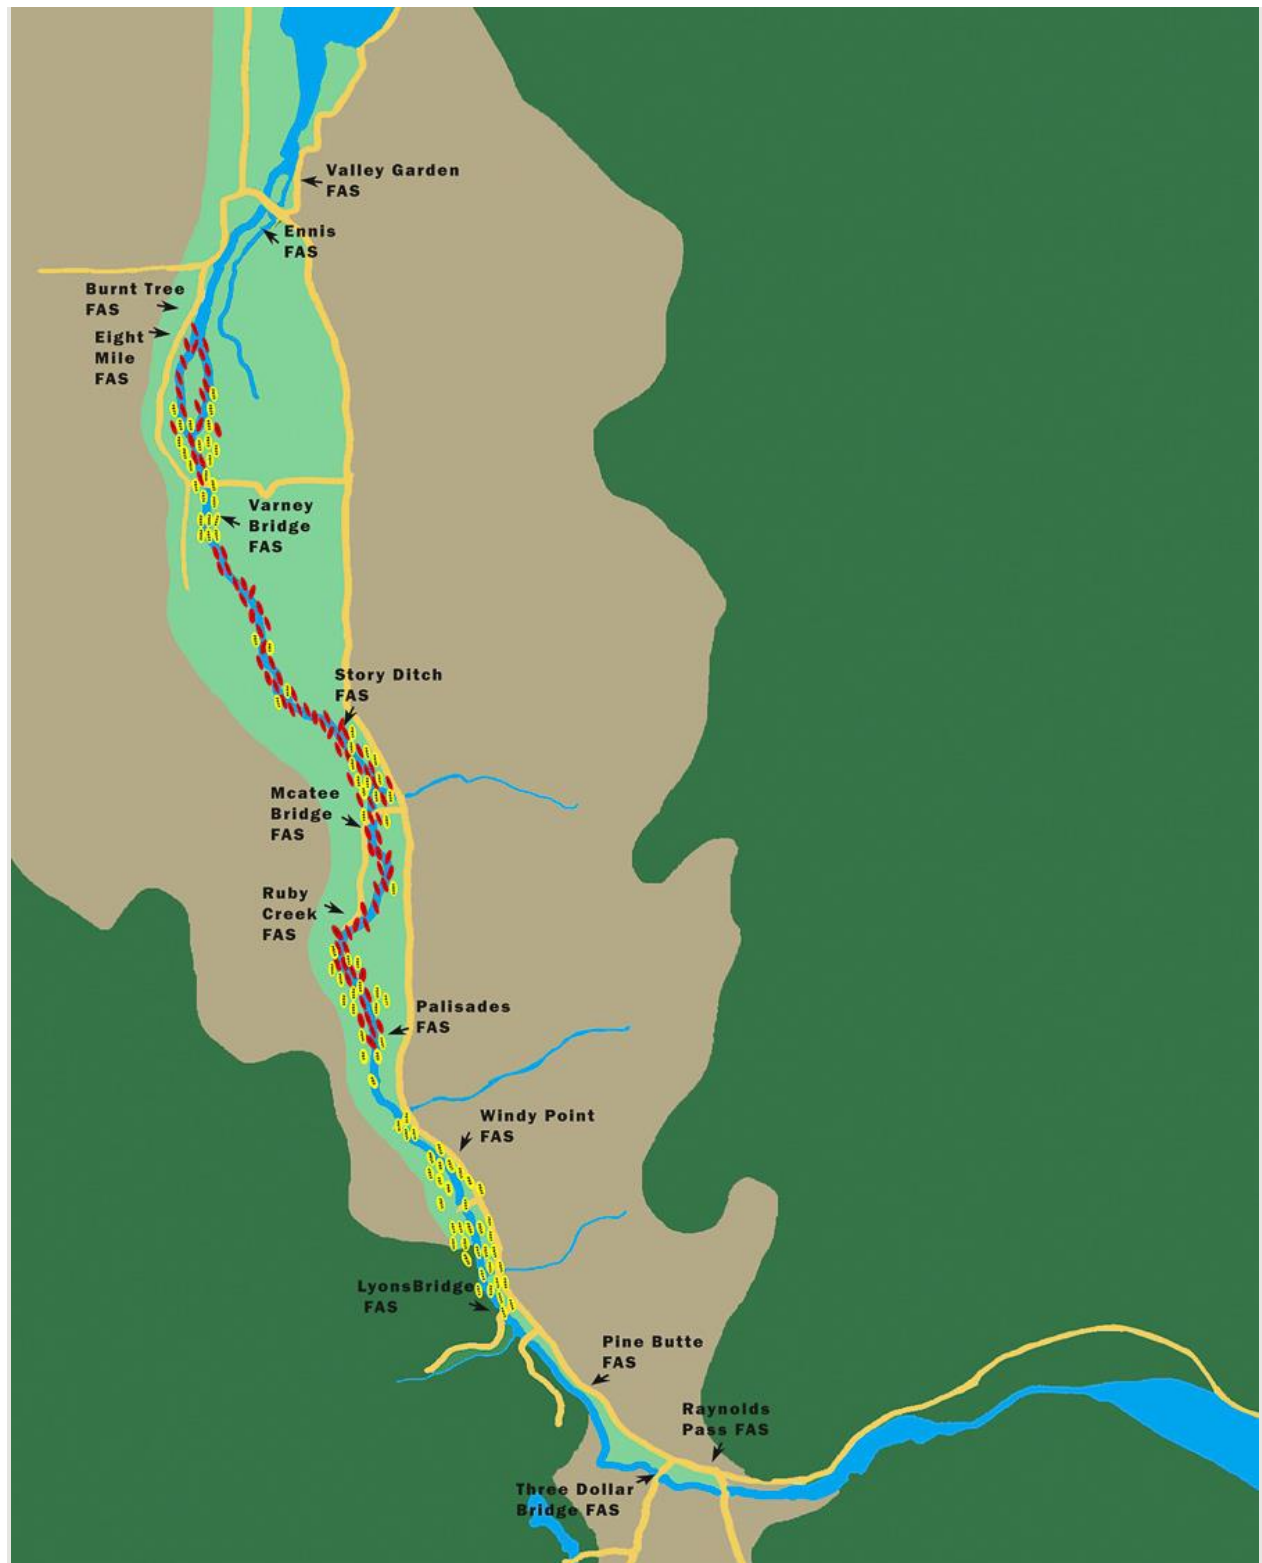 Valley Garden
FAS
Ennis
FAS
Burnt Tree
FAS
Eight
Mile
FAS
Varney
Bridge
FAS
Story Ditch
FAS
Mcatee
Bridge
FAS
Ruby
Creek
FAS
Palisades
FAS
Windy Point
FAS
LyonsBridge
FAS
Pine Butte
FAS
Raynolds
Pass FAS
Three Dollar
Bridge FAS